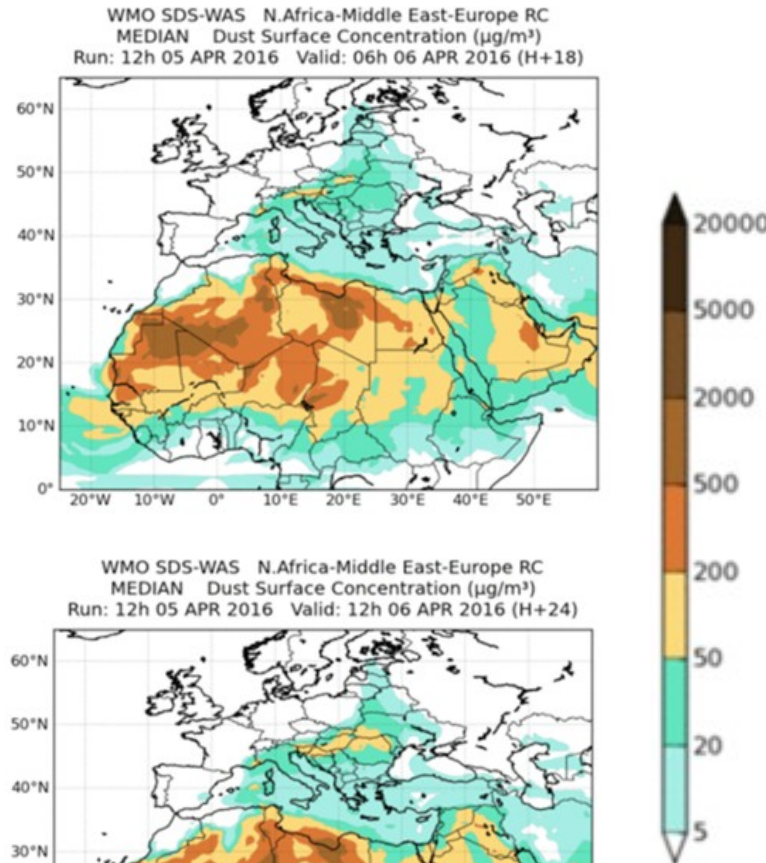 WMO SDS-WAS N.Africa-Middle East-Europe RC
MEDIAN Dust Surface Concentration (µg/m³)
Run: 12h 05 APR 2016 Valid: 06h 06 APR 2016 (H+18)
60°N
50°N
40°N
30°N
20°N
10°N
0°
20°W 10°W 0° 10°E 20°E 30°E 40°E 50°E
20000
5000
2000
500
200
50
20
5
WMO SDS-WAS N.Africa-Middle East-Europe RC
MEDIAN Dust Surface Concentration (µg/m³)
Run: 12h 05 APR 2016 Valid: 12h 06 APR 2016 (H+24)
60°N
50°N
40°N
30°N